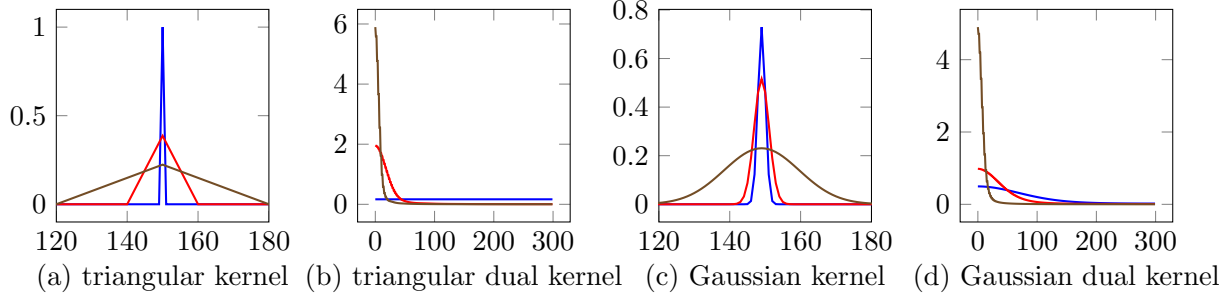 1
0.5
0
120 140 160 180
(a) triangular kernel
6
4
2
0
0 100 200 300
(b) triangular dual kernel
0.8
0.6
0.4
0.2
0
120 140 160 180
(c) Gaussian kernel
4
2
0
0 100 200 300
(d) Gaussian dual kernel